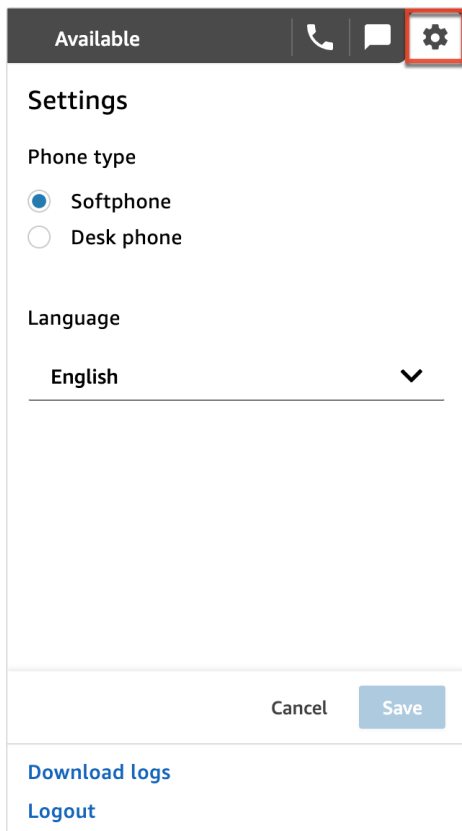 Available
Settings
Phone type
Softphone
Desk phone
Language
English
Cancel Save
Download logs
Logout